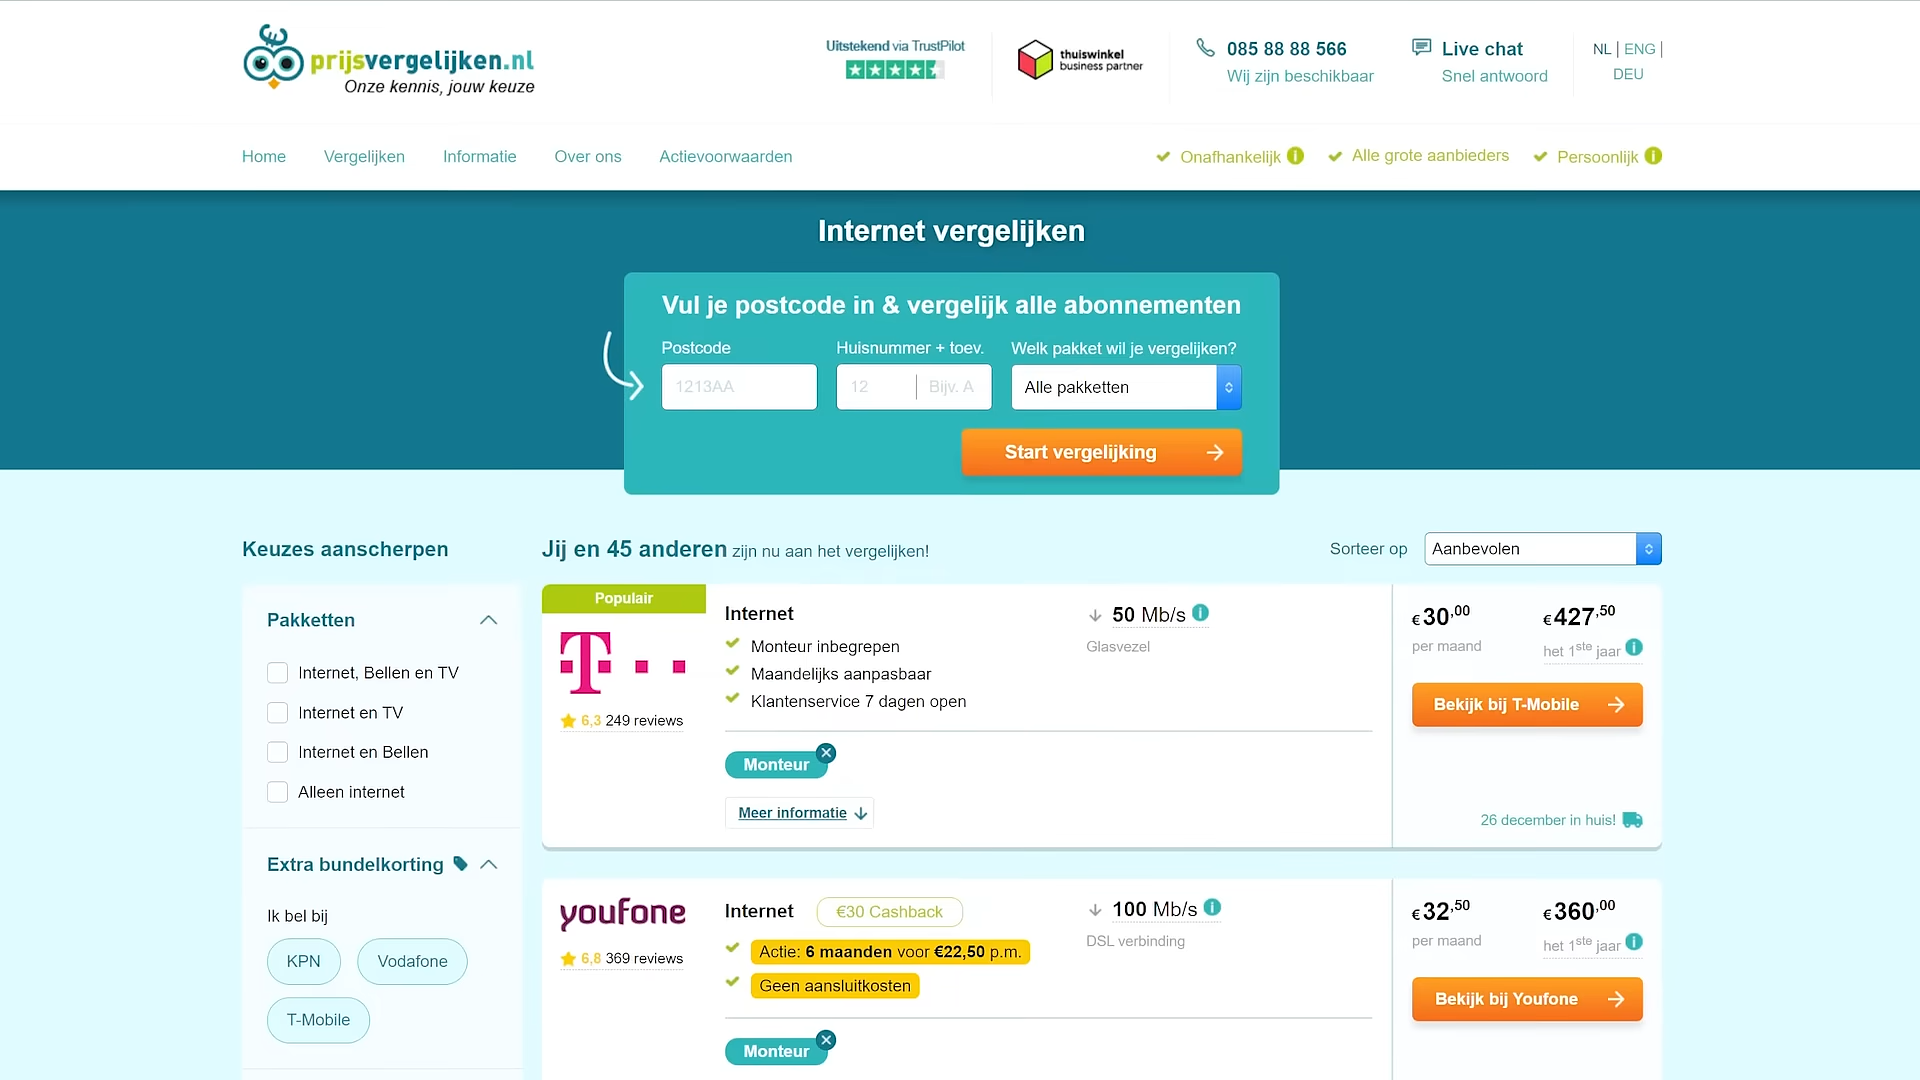 prijsvergelijken.nl
Onze kennis, jouw keuze
Uitstekend via TrustPilot
thuiswinkel
business partner
085 88 88 566
Wij zijn beschikbaar
Live chat
Snel antwoord
NL | ENG |
DEU
Home Vergelijken Informatie Over ons Actievoorwaarden
Onafhankelijk i Alle grote aanbieders Persoonlijk i
Internet vergelijken
Vul je postcode in & vergelijk alle abonnementen
Postcode Huisnummer + toev. Welk pakket wil je vergelijken?
1213AA 12 Bijv. A Alle pakketten
Start vergelijking
Keuzes aanscherpen
Pakketten
Internet, Bellen en TV
Internet en TV
Internet en Bellen
Alleen internet
Extra bundelkorting
Ik bel bij
KPN Vodafone
T-Mobile
Jij en 45 anderen zijn nu aan het vergelijken!
Sorteer op Aanbevolen
Populair
T
6,3 249 reviews
Internet
Monteur inbegrepen
Maandelijks aanpasbaar
Klantenservice 7 dagen open
50 Mb/s i
Glasvezel
Monteur
Meer informatie
€30,00 €427,50
per maand het 1ste jaar i
Bekijk bij T-Mobile
26 december in huis!
youfone
6,8 369 reviews
Internet €30 Cashback
Actie: 6 maanden voor €22,50 p.m.
Geen aansluitkosten
100 Mb/s i
DSL verbinding
Monteur
€32,50 €360,00
per maand het 1ste jaar i
Bekijk bij Youfone